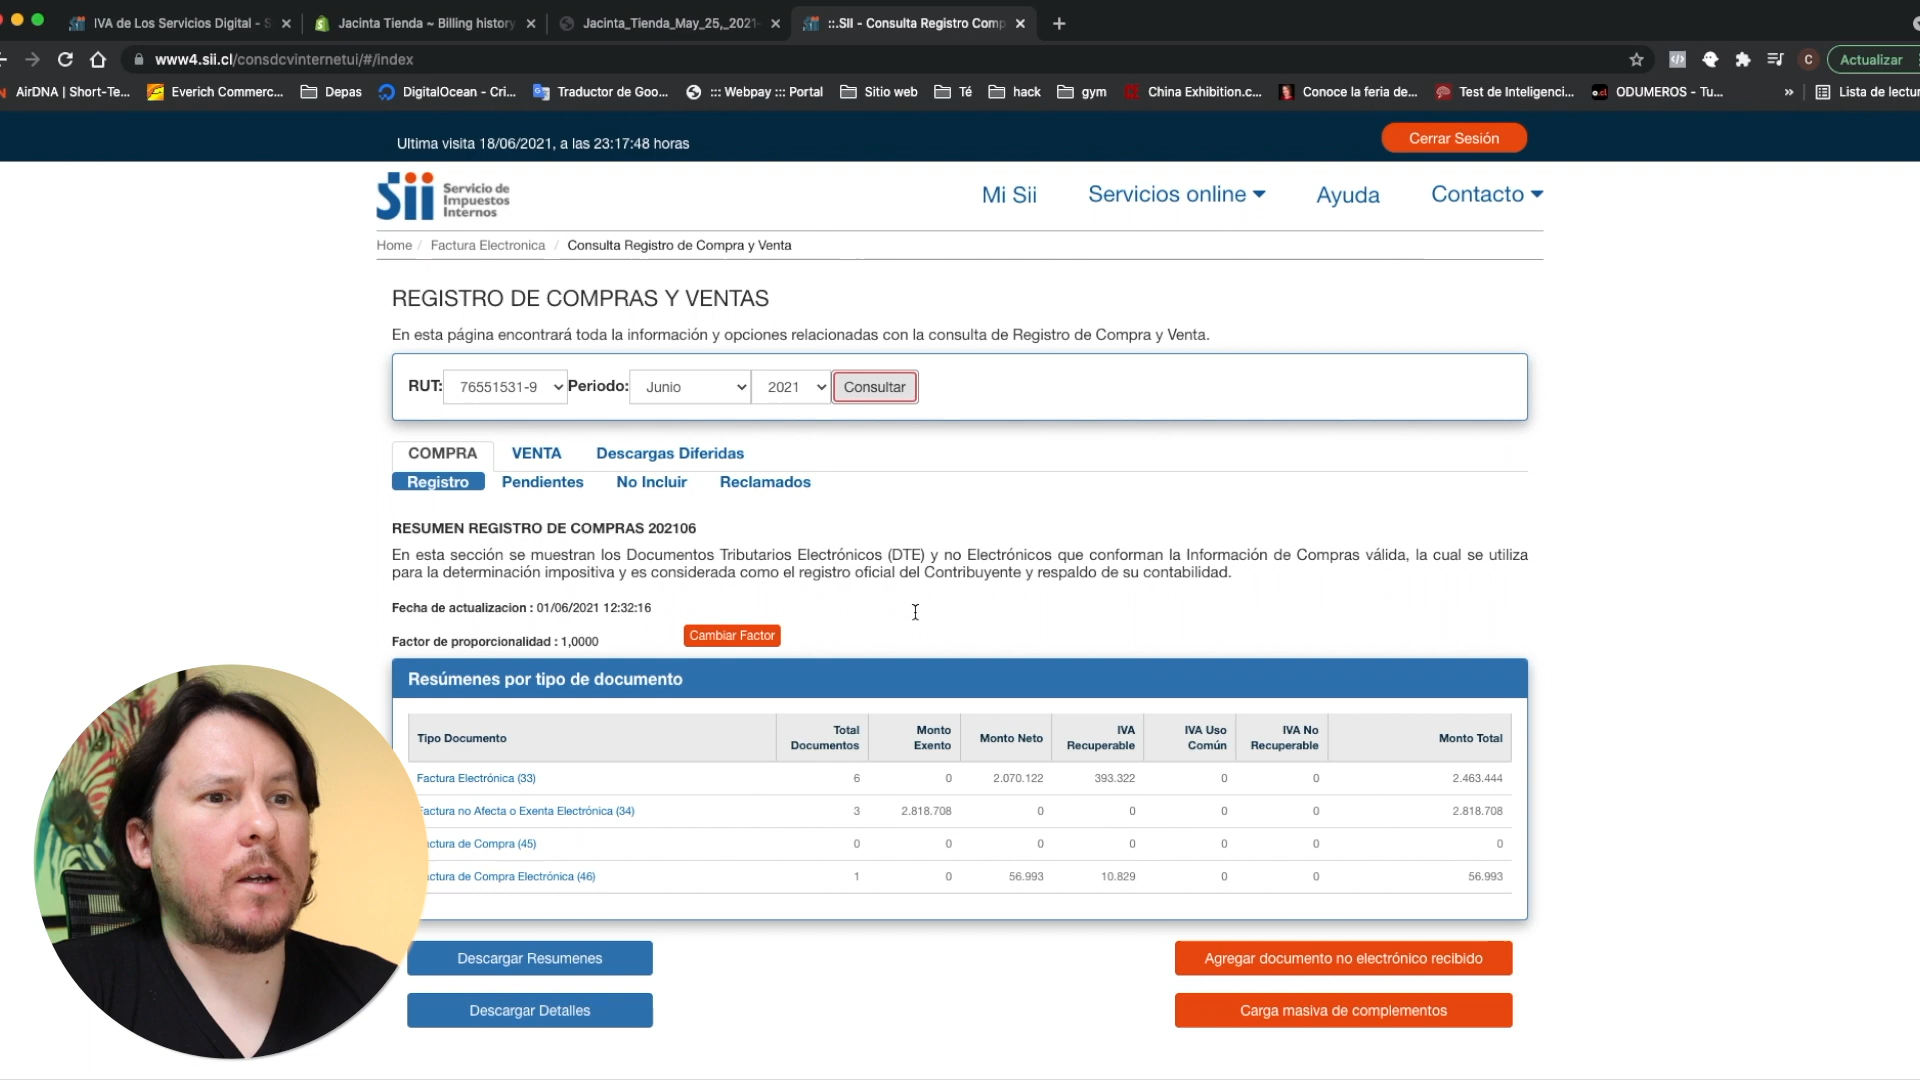 IVA de Los Servicios Digital - S
Jacinta Tienda ~ Billing history
Jacinta_Tienda_May_25,_2021-
::.SII - Consulta Registro Comp
www4.sii.cl/consdcvinternetui/#/index
C
Actualizar
AirDNA | Short-Te...
Everich Commerc...
Depas
DigitalOcean - Cri...
Traductor de Goo...
::: Webpay ::: Portal
Sitio web
Té
hack
gym
China Exhibition.c...
Conoce la feria de...
Test de Inteligenci...
ODUMEROS - Tu...
»
Lista de lectur
Ultima visita 18/06/2021, a las 23:17:48 horas
Cerrar Sesión
Sii
Servicio de
Impuestos
Internos
Mi Sii
Servicios online
Ayuda
Contacto
Home / Factura Electronica / Consulta Registro de Compra y Venta
REGISTRO DE COMPRAS Y VENTAS
En esta página encontrará toda la información y opciones relacionadas con la consulta de Registro de Compra y Venta.
RUT: 76551531-9 Periodo: Junio 2021 Consultar
COMPRA VENTA Descargas Diferidas
Registro Pendientes No Incluir Reclamados
RESUMEN REGISTRO DE COMPRAS 202106
En esta sección se muestran los Documentos Tributarios Electrónicos (DTE) y no Electrónicos que conforman la Información de Compras válida, la cual se utiliza
para la determinación impositiva y es considerada como el registro oficial del Contribuyente y respaldo de su contabilidad.
Fecha de actualizacion : 01/06/2021 12:32:16
Factor de proporcionalidad : 1,0000
Cambiar Factor
Resúmenes por tipo de documento
Tipo Documento
Total
Documentos
Monto
Exento
Monto Neto
IVA
Recuperable
IVA Uso
Común
IVA No
Recuperable
Monto Total
Factura Electrónica (33) 6 0 2.070.122 393.322 0 0 2.463.444
actura no Afecta o Exenta Electrónica (34) 3 2.818.708 0 0 0 0 2.818.708
ctura de Compra (45) 0 0 0 0 0 0 0
ctura de Compra Electrónica (46) 1 0 56.993 10.829 0 0 56.993
Descargar Resumenes
Agregar documento no electrónico recibido
Descargar Detalles
Carga masiva de complementos